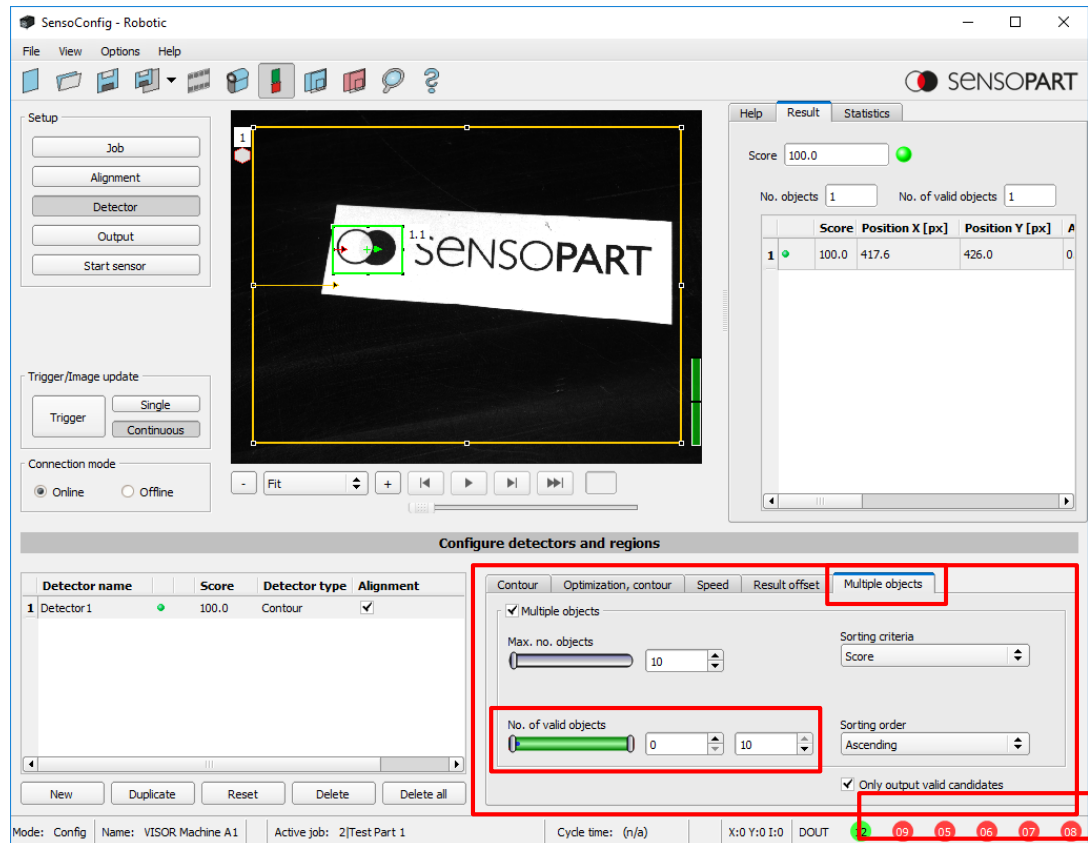 SensoConfig - Robotic
File View Options Help
SENSOPART
Setup
Job
Alignment
Detector
Output
Start sensor
Trigger/Image update
Trigger
Single
Continuous
Connection mode
Online Offline
1
1.1
SENSOPART
- Fit +
Help Result Statistics
Score 100.0
No. objects 1 No. of valid objects 1
Score Position X [px] Position Y [px] A
1 100.0 417.6 426.0 0
Configure detectors and regions
Detector name Score Detector type Alignment
1 Detector1 100.0 Contour
New Duplicate Reset Delete Delete all
Contour Optimization, contour Speed Result offset Multiple objects
Multiple objects
Max. no. objects
10
Sorting criteria
Score
No. of valid objects
0 10
Sorting order
Ascending
Only output valid candidates
Mode: Config Name: VISOR Machine A1 Active job: 2|Test Part 1 Cycle time: (n/a) X:0 Y:0 I:0 DOUT 12 09 05 06 07 08